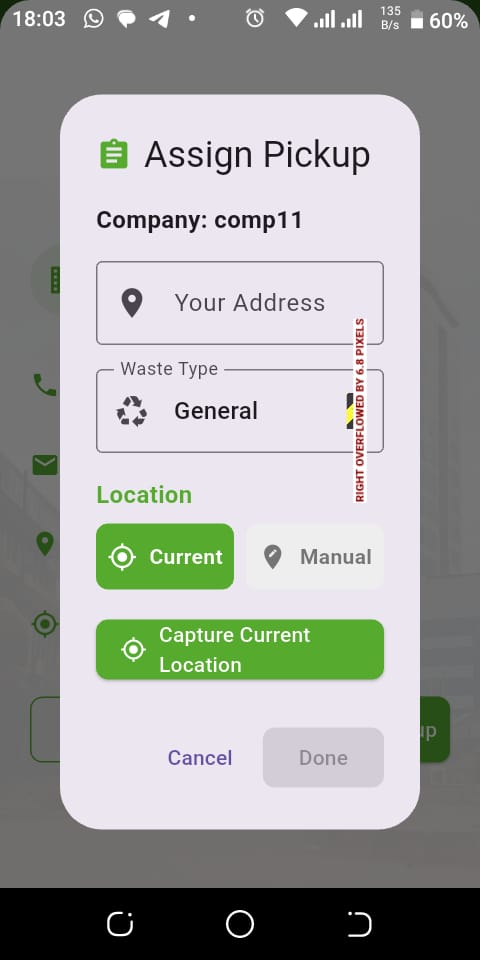 18:03
135
B/s
60%
Assign Pickup
Company: comp11
Your Address
Waste Type
General
RIGHT OVERFLOWED BY 6.8 PIXELS
Location
Current
Manual
Capture Current
Location
up
Cancel
Done